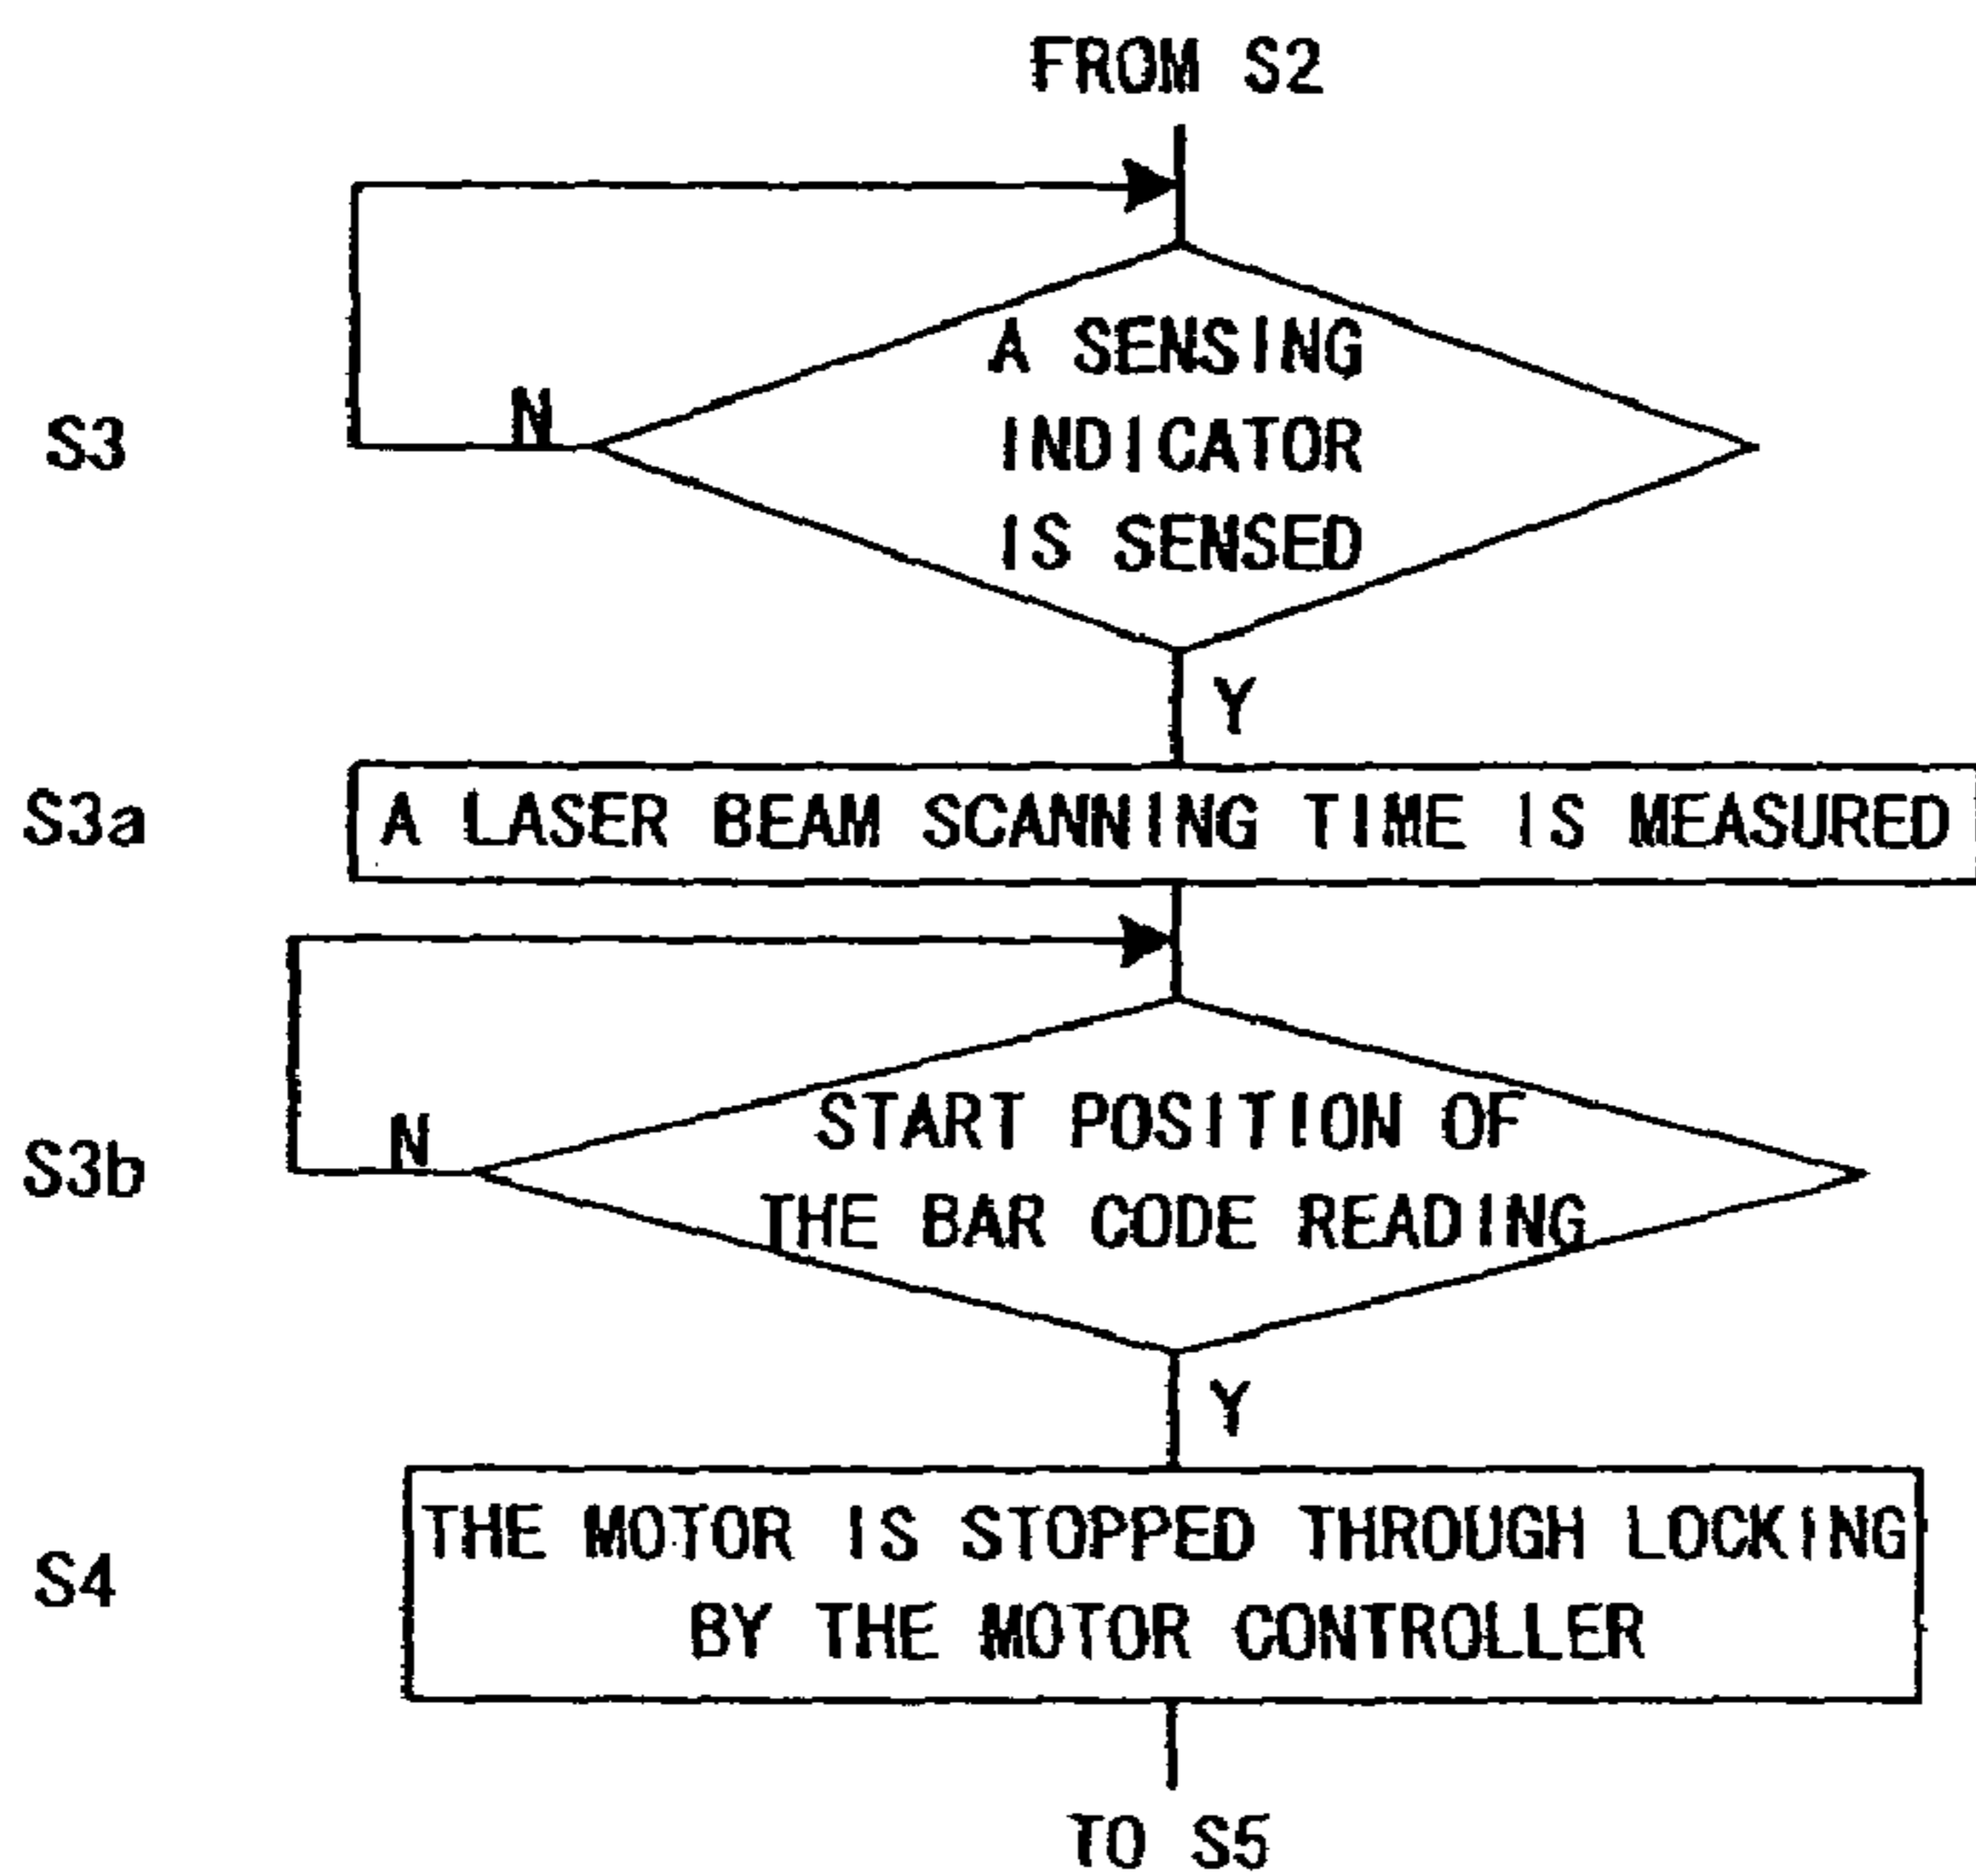 FROM S2
A SENSING
INDICATOR
IS SENSED
S3
N
Y
S3a
A LASER BEAM SCANNING TIME IS MEASURED
START POSITION OF
THE BAR CODE READING
S3b
N
Y
S4
THE MOTOR IS STOPPED THROUGH LOCKING
BY THE MOTOR CONTROLLER
TO S5